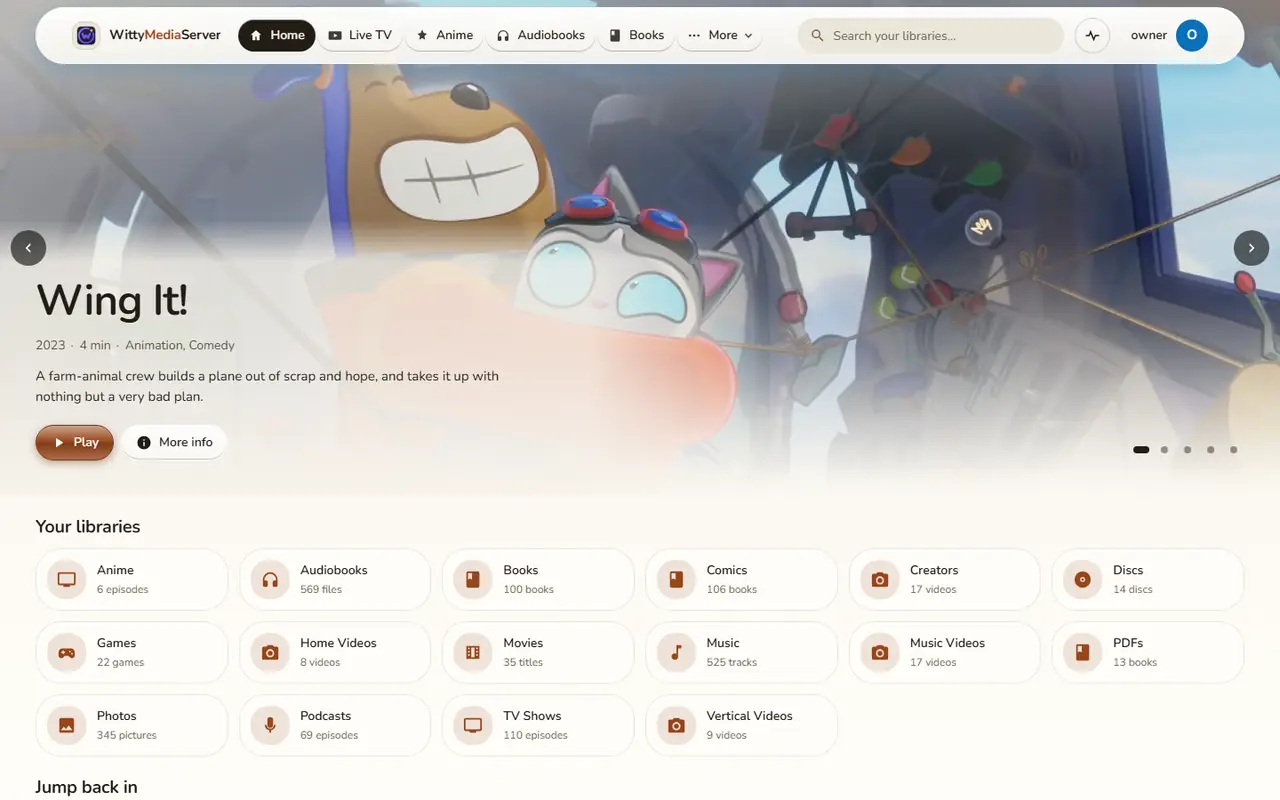 WittyMediaServer
Home
Live TV
Anime
Audiobooks
Books
More
Search your libraries...
owner
O
Wing It!
2023 · 4 min · Animation, Comedy
A farm-animal crew builds a plane out of scrap and hope, and takes it up with
nothing but a very bad plan.
Play
More info
Your libraries
Anime
6 episodes
Audiobooks
569 files
Books
100 books
Comics
106 books
Creators
17 videos
Discs
14 discs
Games
22 games
Home Videos
8 videos
Movies
35 titles
Music
525 tracks
Music Videos
17 videos
PDFs
13 books
Photos
345 pictures
Podcasts
69 episodes
TV Shows
110 episodes
Vertical Videos
9 videos
Jump back in